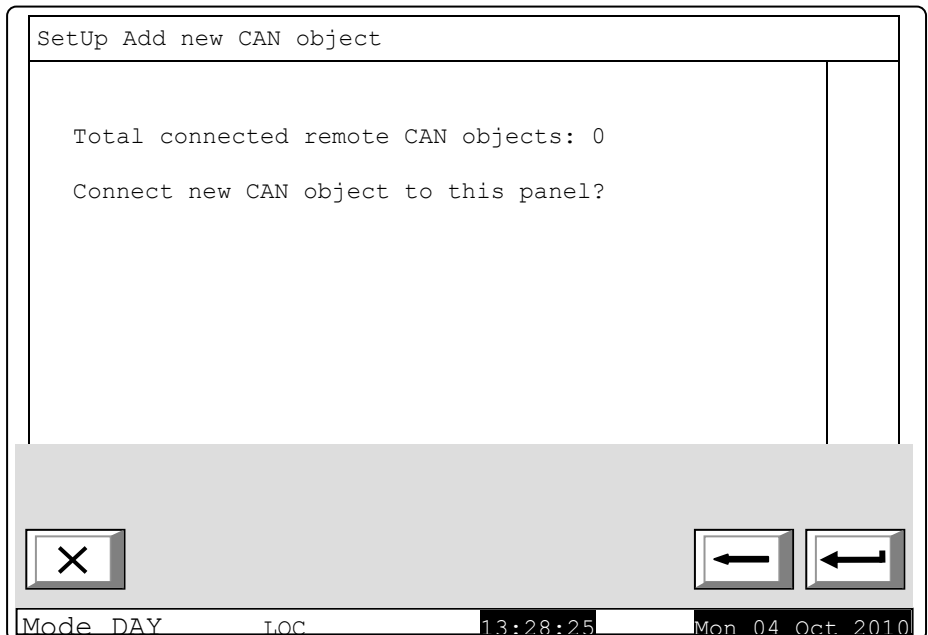 SetUp Add new CAN object
Total connected remote CAN objects: 0
Connect new CAN object to this panel?
Mode DAY LOC 13:28:25 Mon 04 Oct 2010